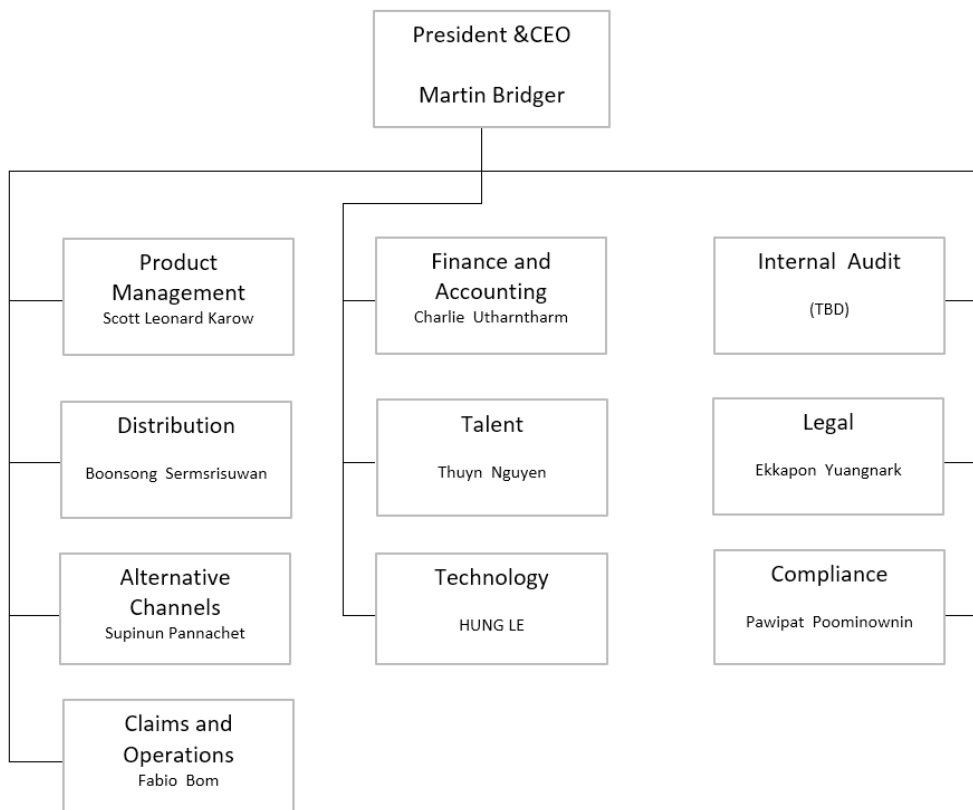 President &CEO
Martin Bridger
Product
Management
Scott Leonard Karow
Finance and
Accounting
Charlie Utharntharm
Internal Audit
(TBD)
Distribution
Boonsong Sermsrisuwan
Talent
Thuyn Nguyen
Legal
Ekkapon Yuangnark
Alternative
Channels
Supinun Pannachet
Technology
HUNG LE
Compliance
Pawipat Poominownin
Claims and
Operations
Fabio Bom